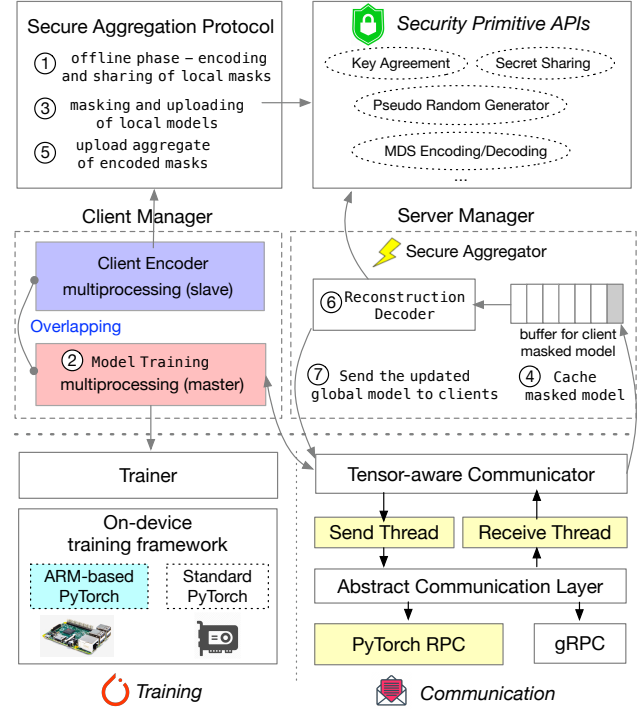 Secure Aggregation Protocol
1 offline phase – encoding
and sharing of local masks
3 masking and uploading
of local models
5 upload aggregate
of encoded masks
Security Primitive APIs
Key Agreement
Secret Sharing
Pseudo Random Generator
MDS Encoding/Decoding
...
Client Manager
Client Encoder
multiprocessing (slave)
Overlapping
2 Model Training
multiprocessing (master)
Server Manager
Secure Aggregator
6 Reconstruction
Decoder
buffer for client
masked model
7 Send the updated
global model to clients
4 Cache
masked model
Trainer
On-device
training framework
ARM-based
PyTorch
Standard
PyTorch
Training
Tensor-aware Communicator
Send Thread
Receive Thread
Abstract Communication Layer
PyTorch RPC
gRPC
Communication